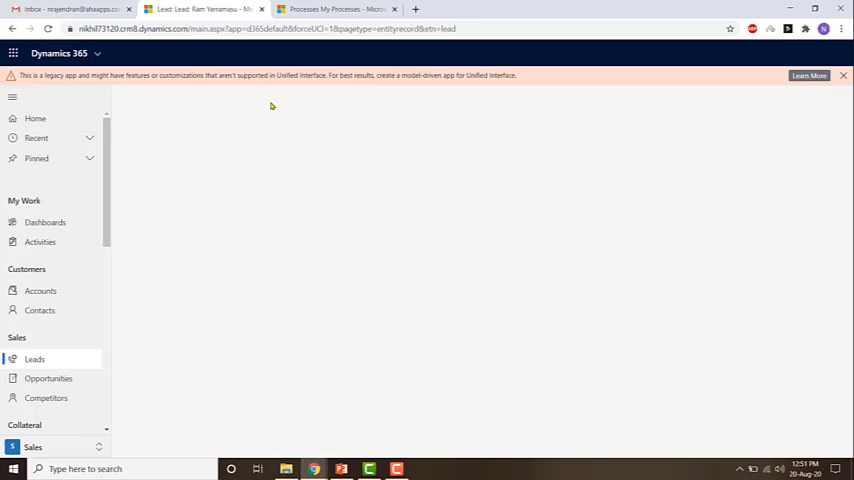 Inbox - nrajendran@ahaapps.co
Lead: Lead: Ram Yarramasu - Mi
Processes My Processes - Micros
nikhil73120.crm8.dynamics.com/main.aspx?app=d365default&forceUCI=1&pagetype=entityrecord&etn=lead
ABP
N
Dynamics 365
This is a legacy app and might have features or customizations that aren't supported in Unified Interface. For best results, create a model-driven app for Unified Interface.
Learn More
Home
Recent
Pinned
My Work
Dashboards
Activities
Customers
Accounts
Contacts
Sales
Leads
Opportunities
Competitors
Collateral
S Sales
Type here to search
12:51 PM
20-Aug-20